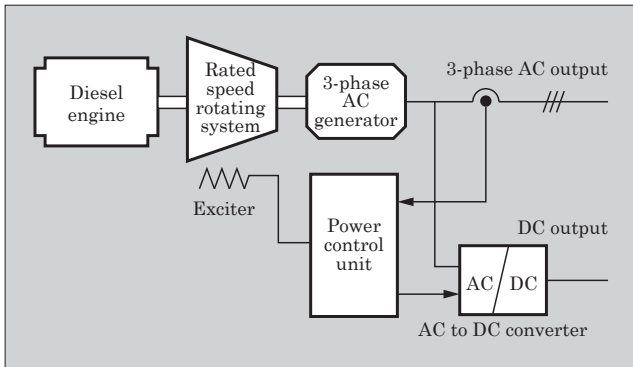 Diesel
engine
Rated
speed
rotating
system
3-phase
AC
generator
3-phase AC output
Exciter
Power
control
unit
DC output
AC
DC
AC to DC converter